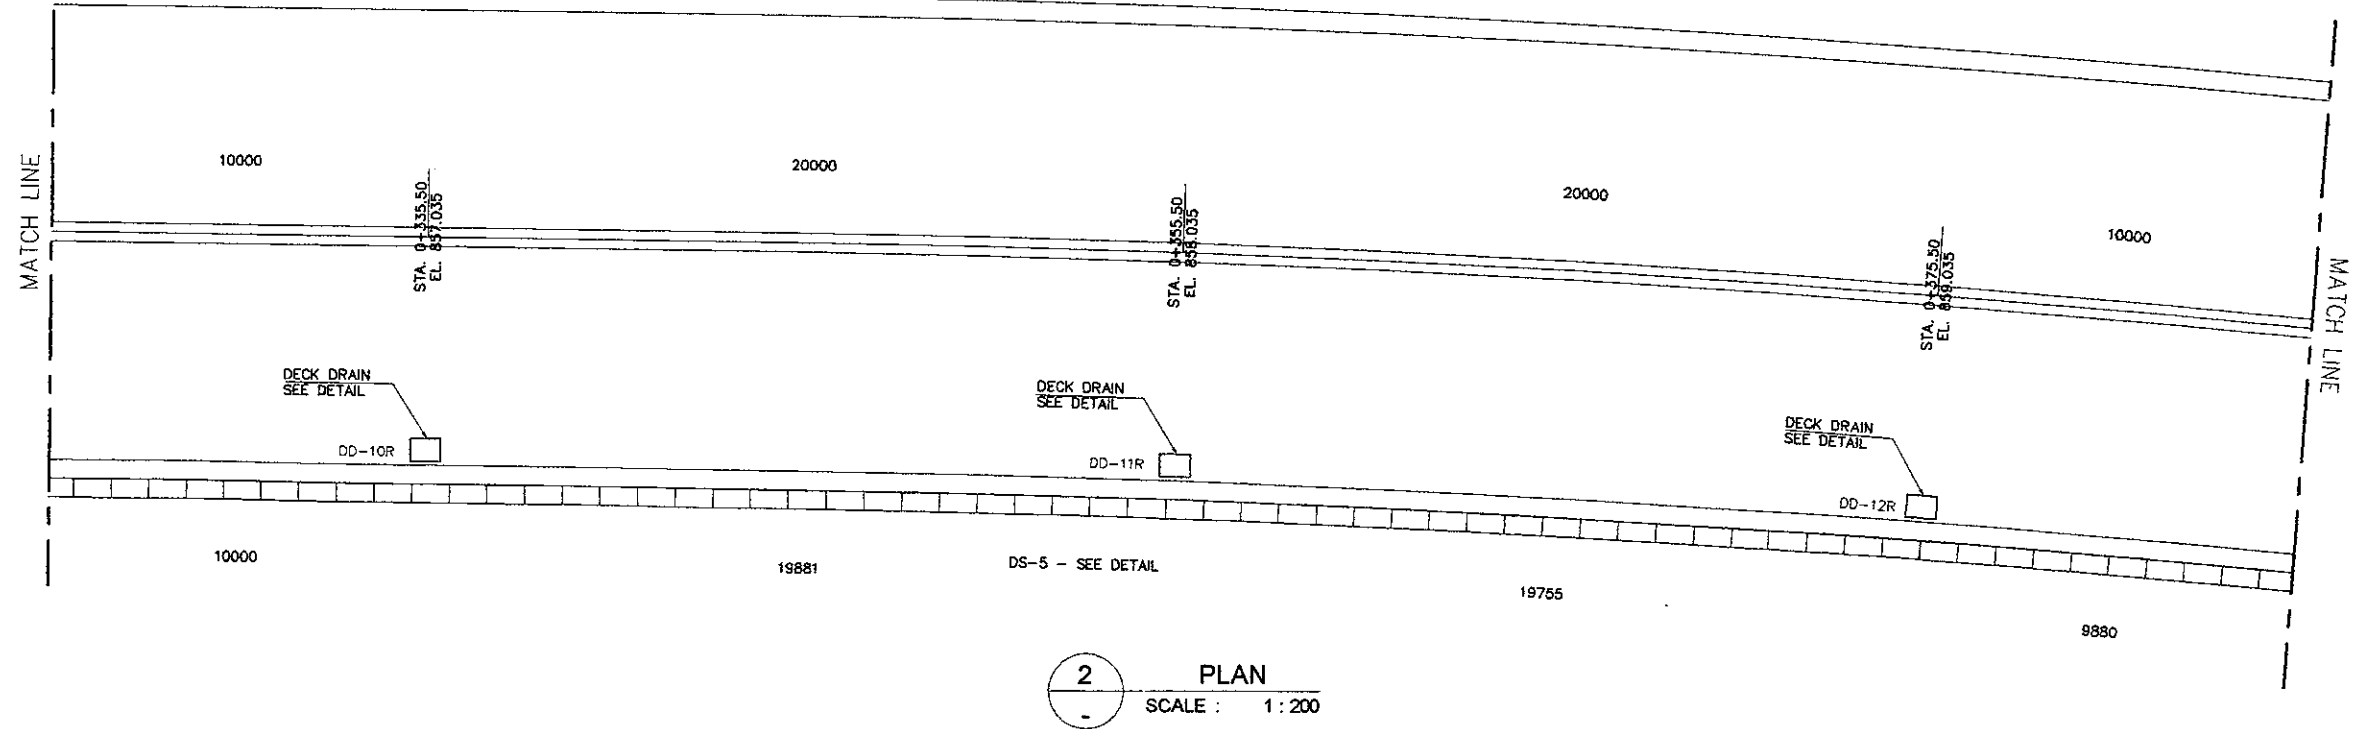 MATCH LINE
10000
STA. 0+335.50
EL. 857.035
20000
STA. 0+355.50
EL. 858.035
20000
STA. 0+375.50
EL. 859.035
10000
MATCH LINE
DECK DRAIN
SEE DETAIL
DD-10R
DECK DRAIN
SEE DETAIL
DD-11R
DECK DRAIN
SEE DETAIL
DD-12R
10000
19881
DS-5 - SEE DETAIL
19755
9880
2
-
PLAN
SCALE : 1 : 200